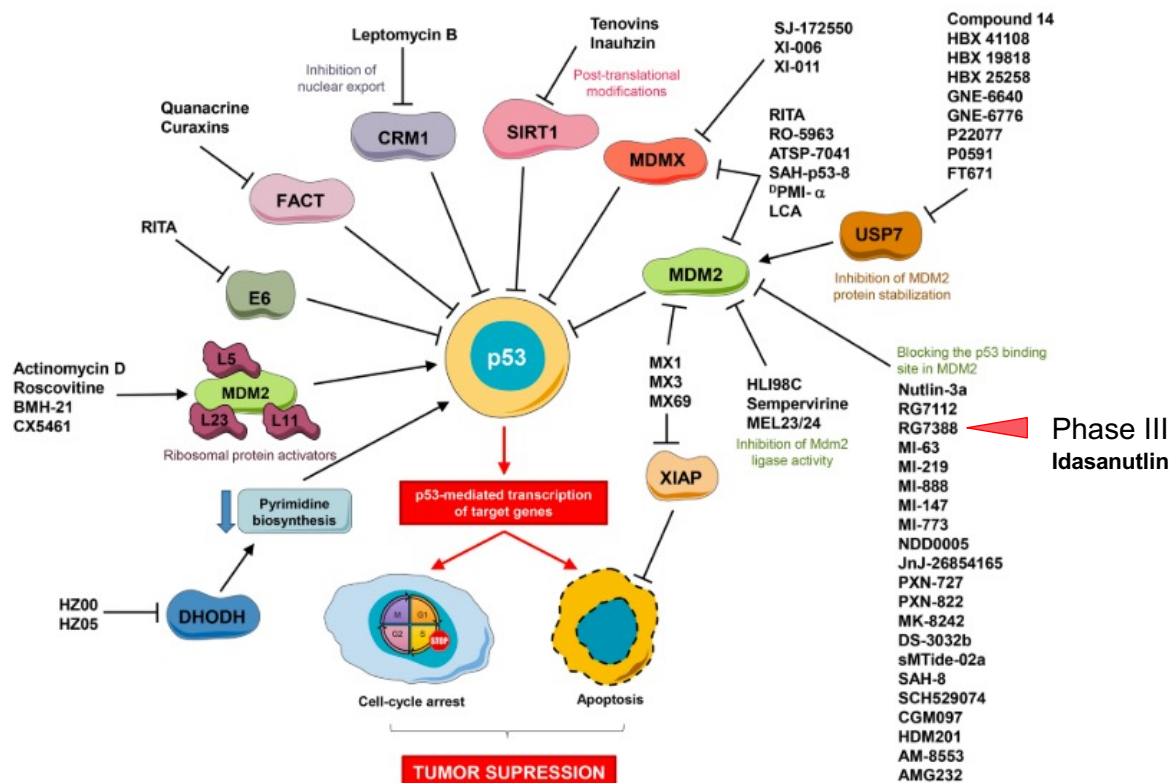 Leptomycin B
Inhibition of
nuclear export
CRM1
Tenovins
Inauhzin
Post-translational
modifications
SIRT1
SJ-172550
XI-006
XI-011
MDMX
RITA
RO-5963
ATSP-7041
SAH-p53-8
ᴰPMI- α
LCA
Compound 14
HBX 41108
HBX 19818
HBX 25258
GNE-6640
GNE-6776
P22077
P0591
FT671
USP7
Inhibition of MDM2
protein stabilization
MDM2
Quanacrine
Curaxins
FACT
RITA
E6
p53
Actinomycin D
Roscovitine
BMH-21
CX5461
L5
MDM2
L23
L11
Ribosomal protein activators
Pyrimidine
biosynthesis
HZ00
HZ05
DHODH
p53-mediated transcription
of target genes
MX1
MX3
MX69
XIAP
HLI98C
Sempervirine
MEL23/24
Inhibition of Mdm2
ligase activity
Blocking the p53 binding
site in MDM2
Nutlin-3a
RG7112
RG7388
MI-63
MI-219
MI-888
MI-147
MI-773
NDD0005
JnJ-26854165
PXN-727
PXN-822
MK-8242
DS-3032b
sMTide-02a
SAH-8
SCH529074
CGM097
HDM201
AM-8553
AMG232
Phase III
Idasanutlin
M
G1
G2
S
STOP
Cell-cycle arrest
Apoptosis
TUMOR SUPRESSION